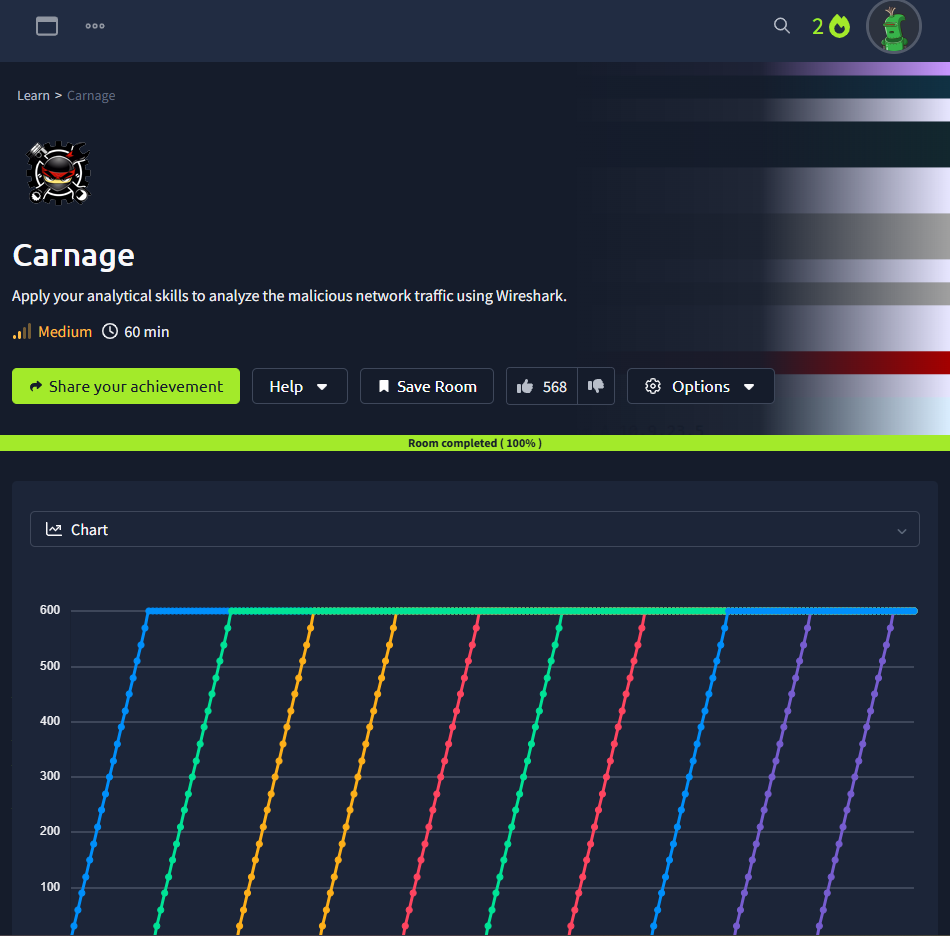 2
Learn > Carnage
Carnage
Apply your analytical skills to analyze the malicious network traffic using Wireshark.
Medium 60 min
Share your achievement Help Save Room 568 Options
Room completed ( 100% )
Chart
600
500
400
300
200
100